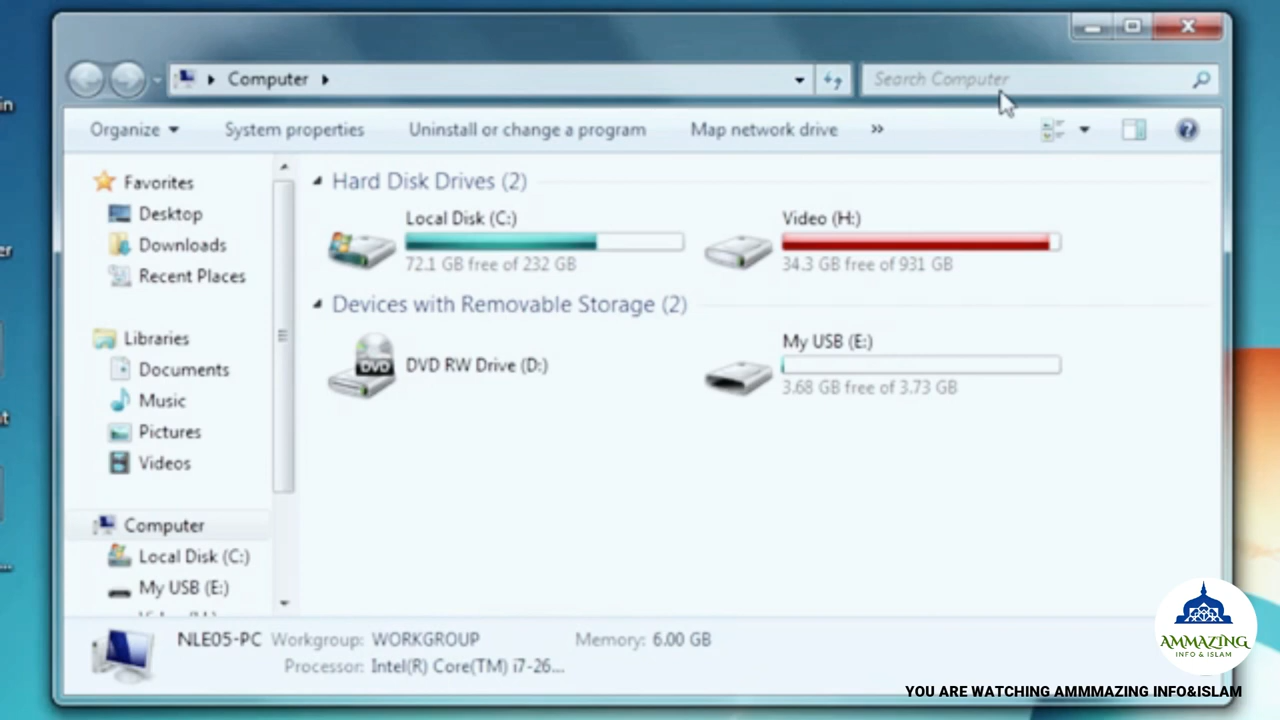 in
er
t
...
Computer
Search Computer
Organize
System properties
Uninstall or change a program
Map network drive
»
Favorites
Desktop
Downloads
Recent Places
Libraries
Documents
Music
Pictures
Videos
Computer
Local Disk (C:)
My USB (E:)
Hard Disk Drives (2)
Local Disk (C:)
72.1 GB free of 232 GB
Video (H:)
34.3 GB free of 931 GB
Devices with Removable Storage (2)
DVD
DVD RW Drive (D:)
My USB (E:)
3.68 GB free of 3.73 GB
NLE05-PC Workgroup: WORKGROUP Memory: 6.00 GB
Processor: Intel(R) Core(TM) i7-26...
AMMAZING
INFO & ISLAM
YOU ARE WATCHING AMMMAZING INFO&ISLAM